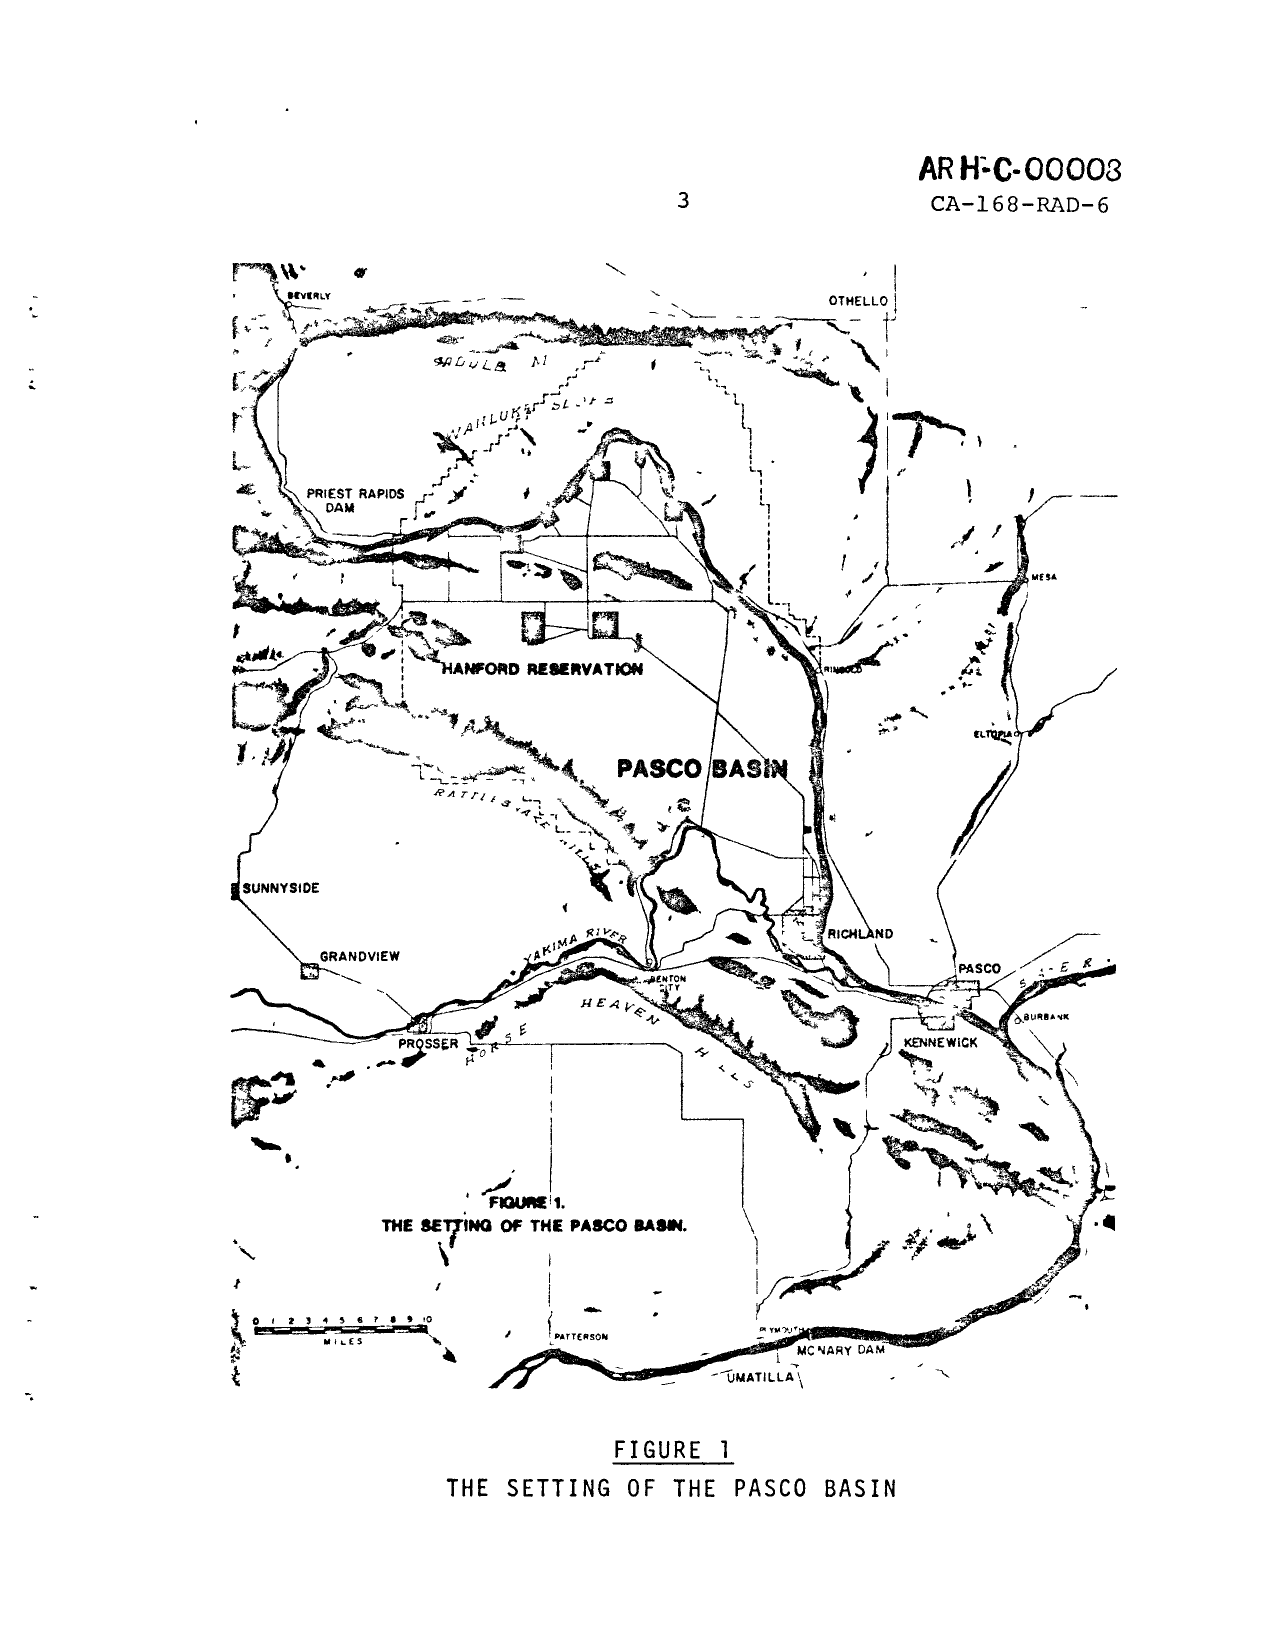 ARH-C-00003
3
CA-168-RAD-6
BEVERLY
OTHELLO
WAHLUKE SLOPE
PRIEST RAPIDS
DAM
MESA
HANFORD RESERVATION
RINGOLD
ELTOPIA
PASCO BASIN
RATTLESNAKE HILLS
SUNNYSIDE
YAKIMA RIVER
RICHLAND
GRANDVIEW
PASCO
BENTON
CITY
HORSE HEAVEN HILLS
BURBANK
PROSSER
KENNEWICK
FIGURE 1.
THE SETTING OF THE PASCO BASIN.
0 1 2 3 4 5 6 7 8 9 10
MILES
PATTERSON
PLYMOUTH
MCNARY DAM
UMATILLA
FIGURE 1
THE SETTING OF THE PASCO BASIN